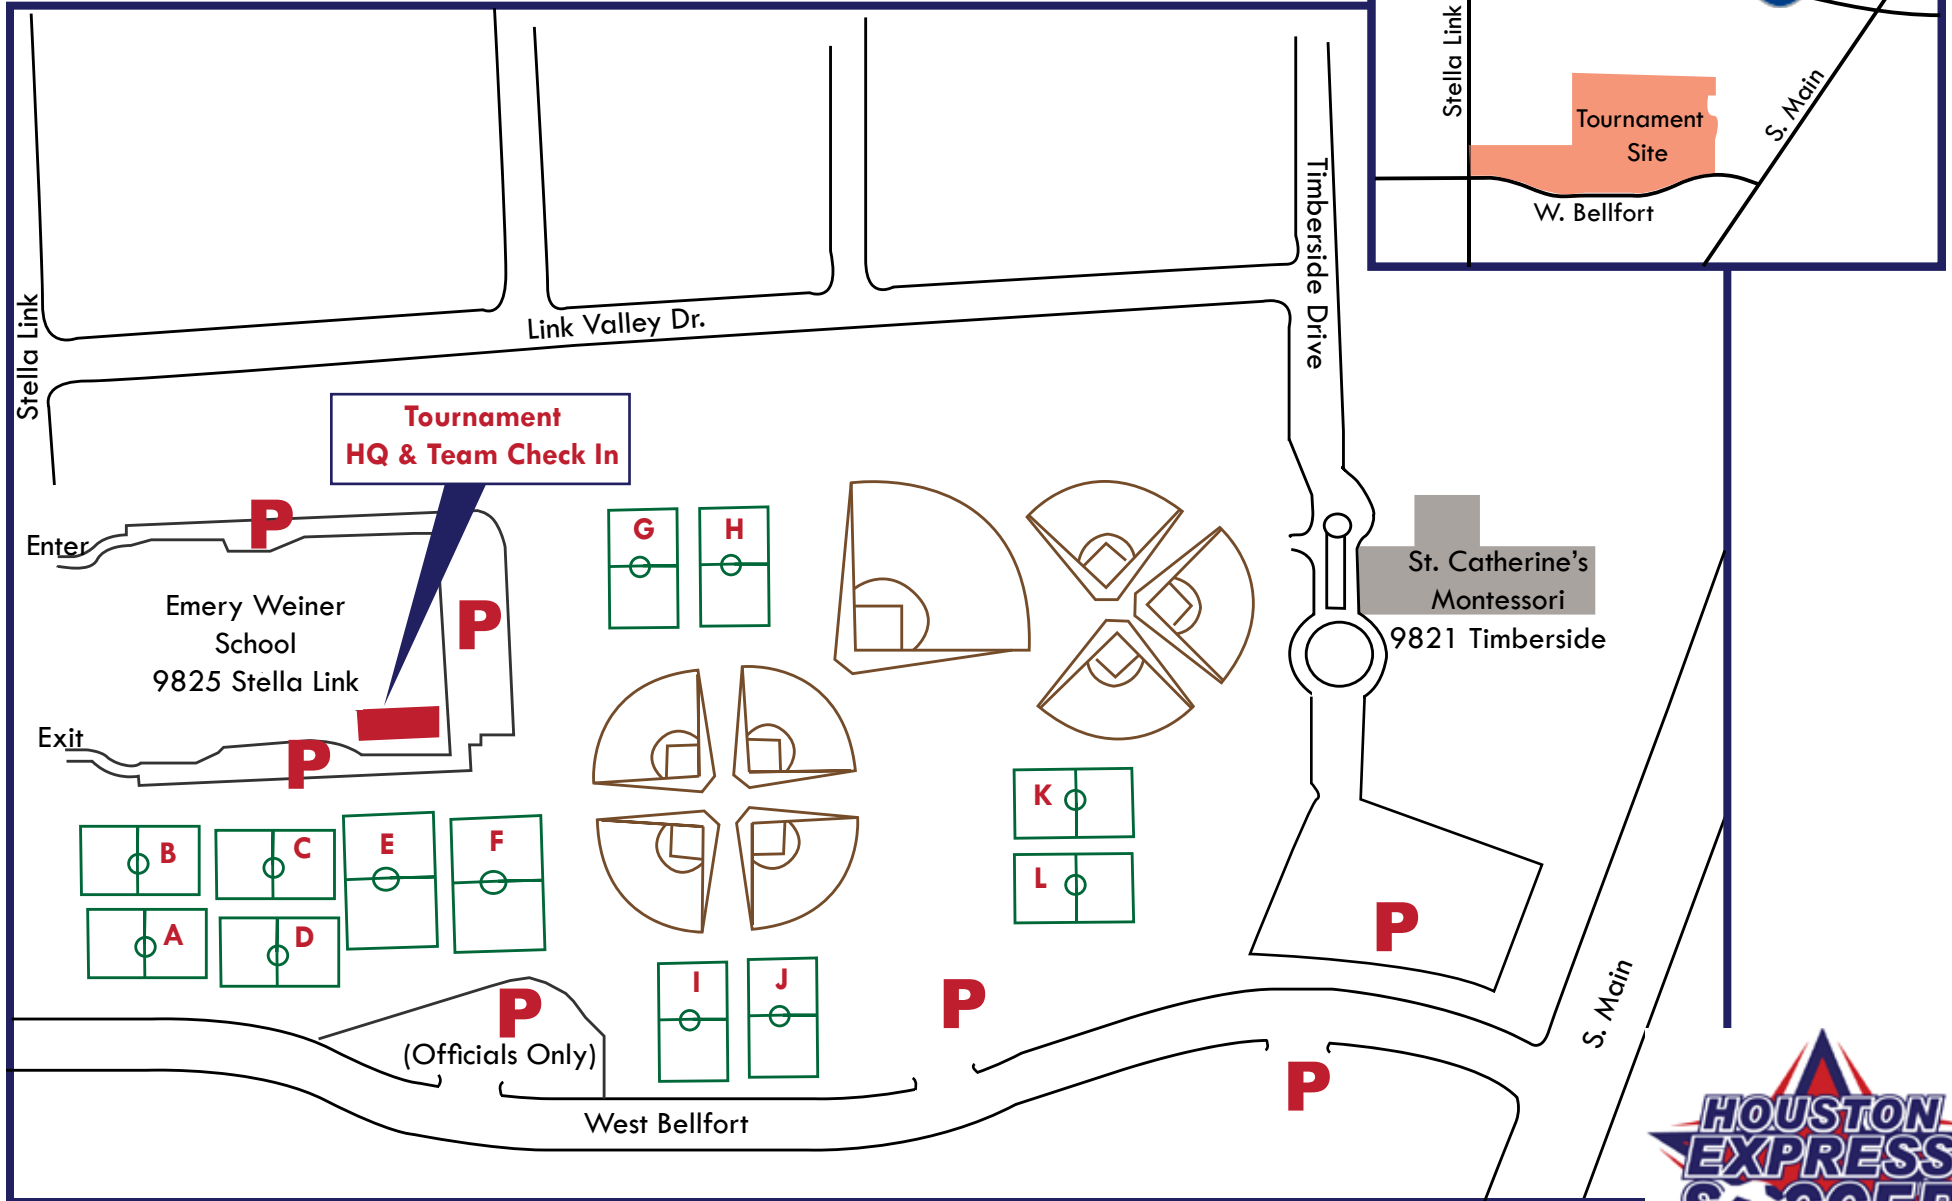 Stella Link
Tournament
Site
S. Main
W. Bellfort
Timberside Drive
Stella Link
Link Valley Dr.
Tournament
HQ & Team Check In
P
Enter
G
H
Emery Weiner
School
9825 Stella Link
P
St. Catherine's
Montessori
9821 Timberside
Exit
P
K
B
C
E
F
L
A
D
P
I
J
P
P
(Officials Only)
S. Main
P
West Bellfort
HOUSTON
EXPRESS